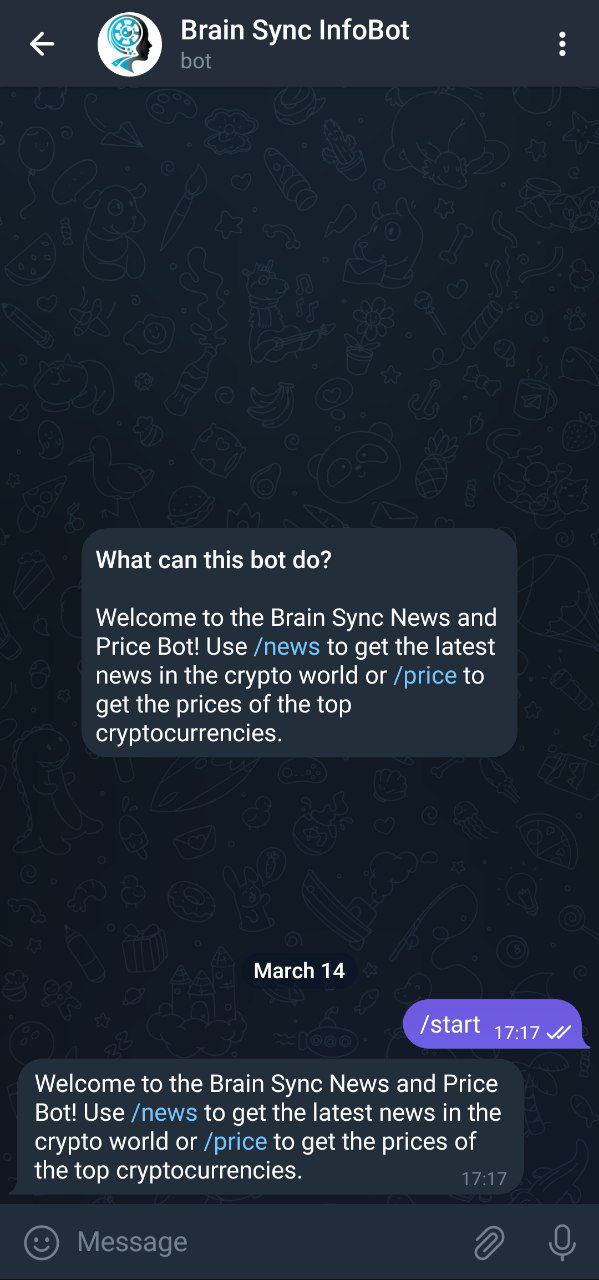 Brain Sync InfoBot
bot
What can this bot do?
Welcome to the Brain Sync News and
Price Bot! Use /news to get the latest
news in the crypto world or /price to
get the prices of the top
cryptocurrencies.
March 14
/start 17:17
Welcome to the Brain Sync News and Price
Bot! Use /news to get the latest news in the
crypto world or /price to get the prices of
the top cryptocurrencies. 17:17
Message